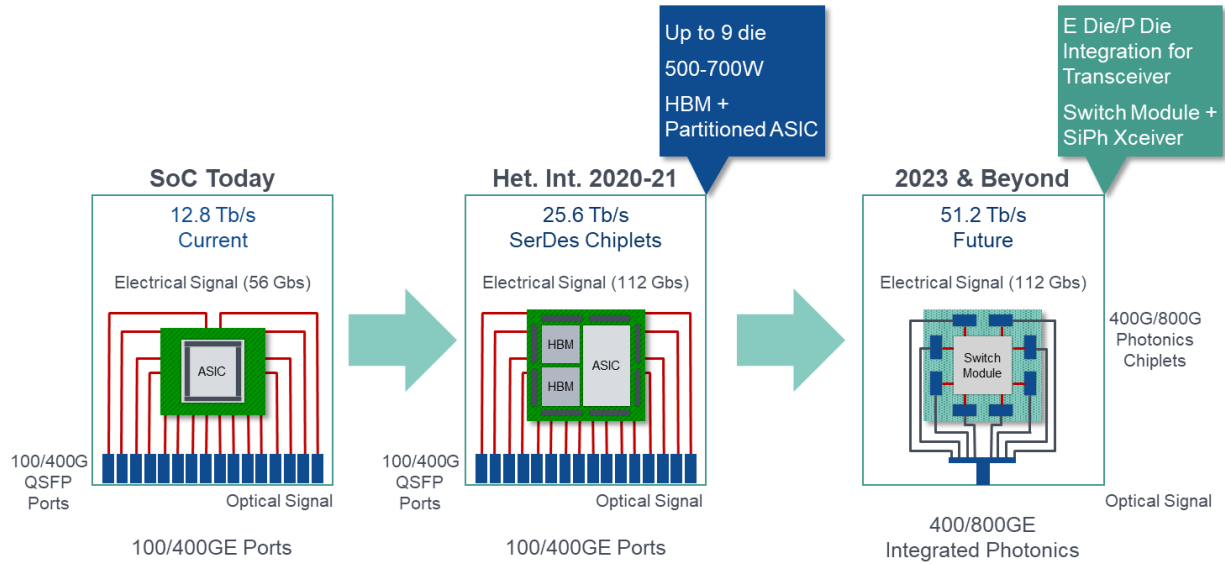 Up to 9 die
500-700W
HBM +
Partitioned ASIC
E Die/P Die
Integration for
Transceiver
Switch Module +
SiPh Xceiver
SoC Today
12.8 Tb/s
Current
Electrical Signal (56 Gbs)
ASIC
100/400G
QSFP
Ports
Optical Signal
100/400GE Ports
Het. Int. 2020-21
25.6 Tb/s
SerDes Chiplets
Electrical Signal (112 Gbs)
HBM
HBM
ASIC
100/400G
QSFP
Ports
Optical Signal
100/400GE Ports
2023 & Beyond
51.2 Tb/s
Future
Electrical Signal (112 Gbs)
Switch
Module
400G/800G
Photonics
Chiplets
Optical Signal
400/800GE
Integrated Photonics